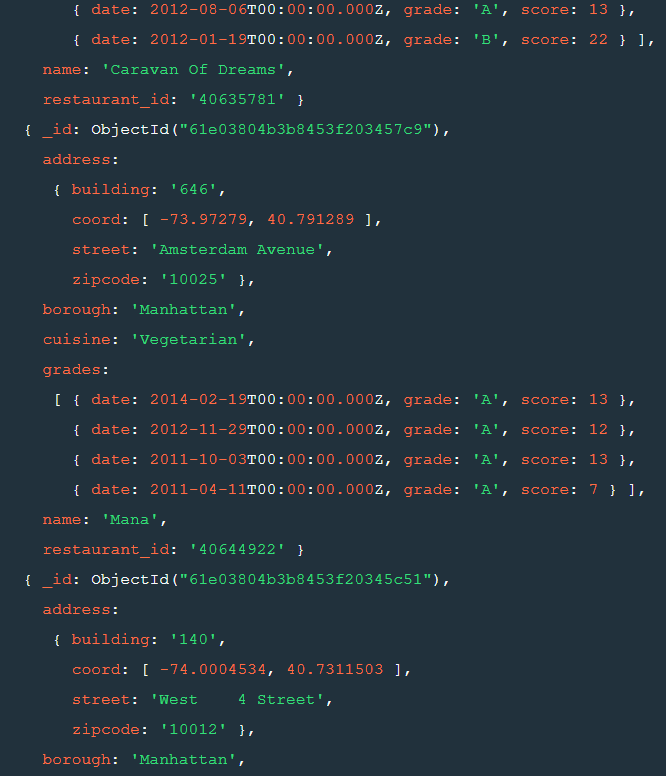 { date: 2012-08-06T00:00:00.000Z, grade: 'A', score: 13 },
{ date: 2012-01-19T00:00:00.000Z, grade: 'B', score: 22 } ],
name: 'Caravan Of Dreams',
restaurant_id: '40635781' }
{ _id: ObjectId("61e03804b3b8453f203457c9"),
address:
{ building: '646',
coord: [ -73.97279, 40.791289 ],
street: 'Amsterdam Avenue',
zipcode: '10025' },
borough: 'Manhattan',
cuisine: 'Vegetarian',
grades:
[ { date: 2014-02-19T00:00:00.000Z, grade: 'A', score: 13 },
{ date: 2012-11-29T00:00:00.000Z, grade: 'A', score: 12 },
{ date: 2011-10-03T00:00:00.000Z, grade: 'A', score: 13 },
{ date: 2011-04-11T00:00:00.000Z, grade: 'A', score: 7 } ],
name: 'Mana',
restaurant_id: '40644922' }
{ _id: ObjectId("61e03804b3b8453f20345c51"),
address:
{ building: '140',
coord: [ -74.0004534, 40.7311503 ],
street: 'West    4 Street',
zipcode: '10012' },
borough: 'Manhattan',